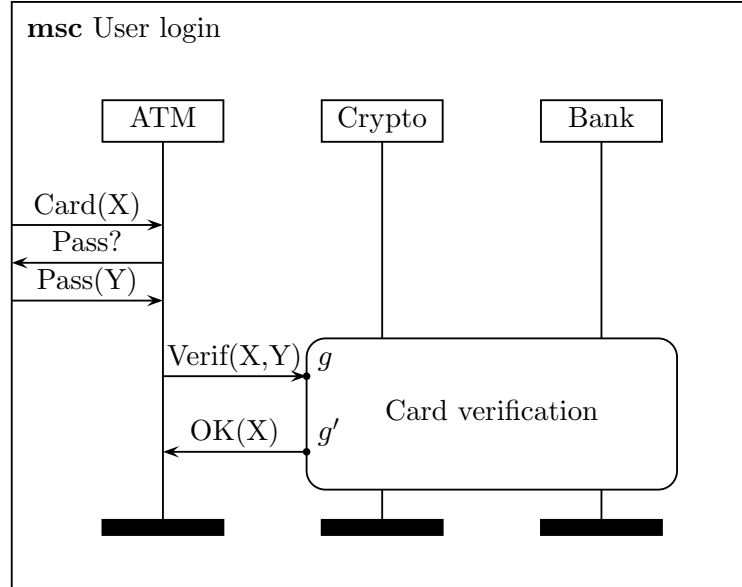 msc User login
ATM Crypto Bank
Card(X)
Pass?
Pass(Y)
Verif(X,Y) g
Card verification
OK(X) g'